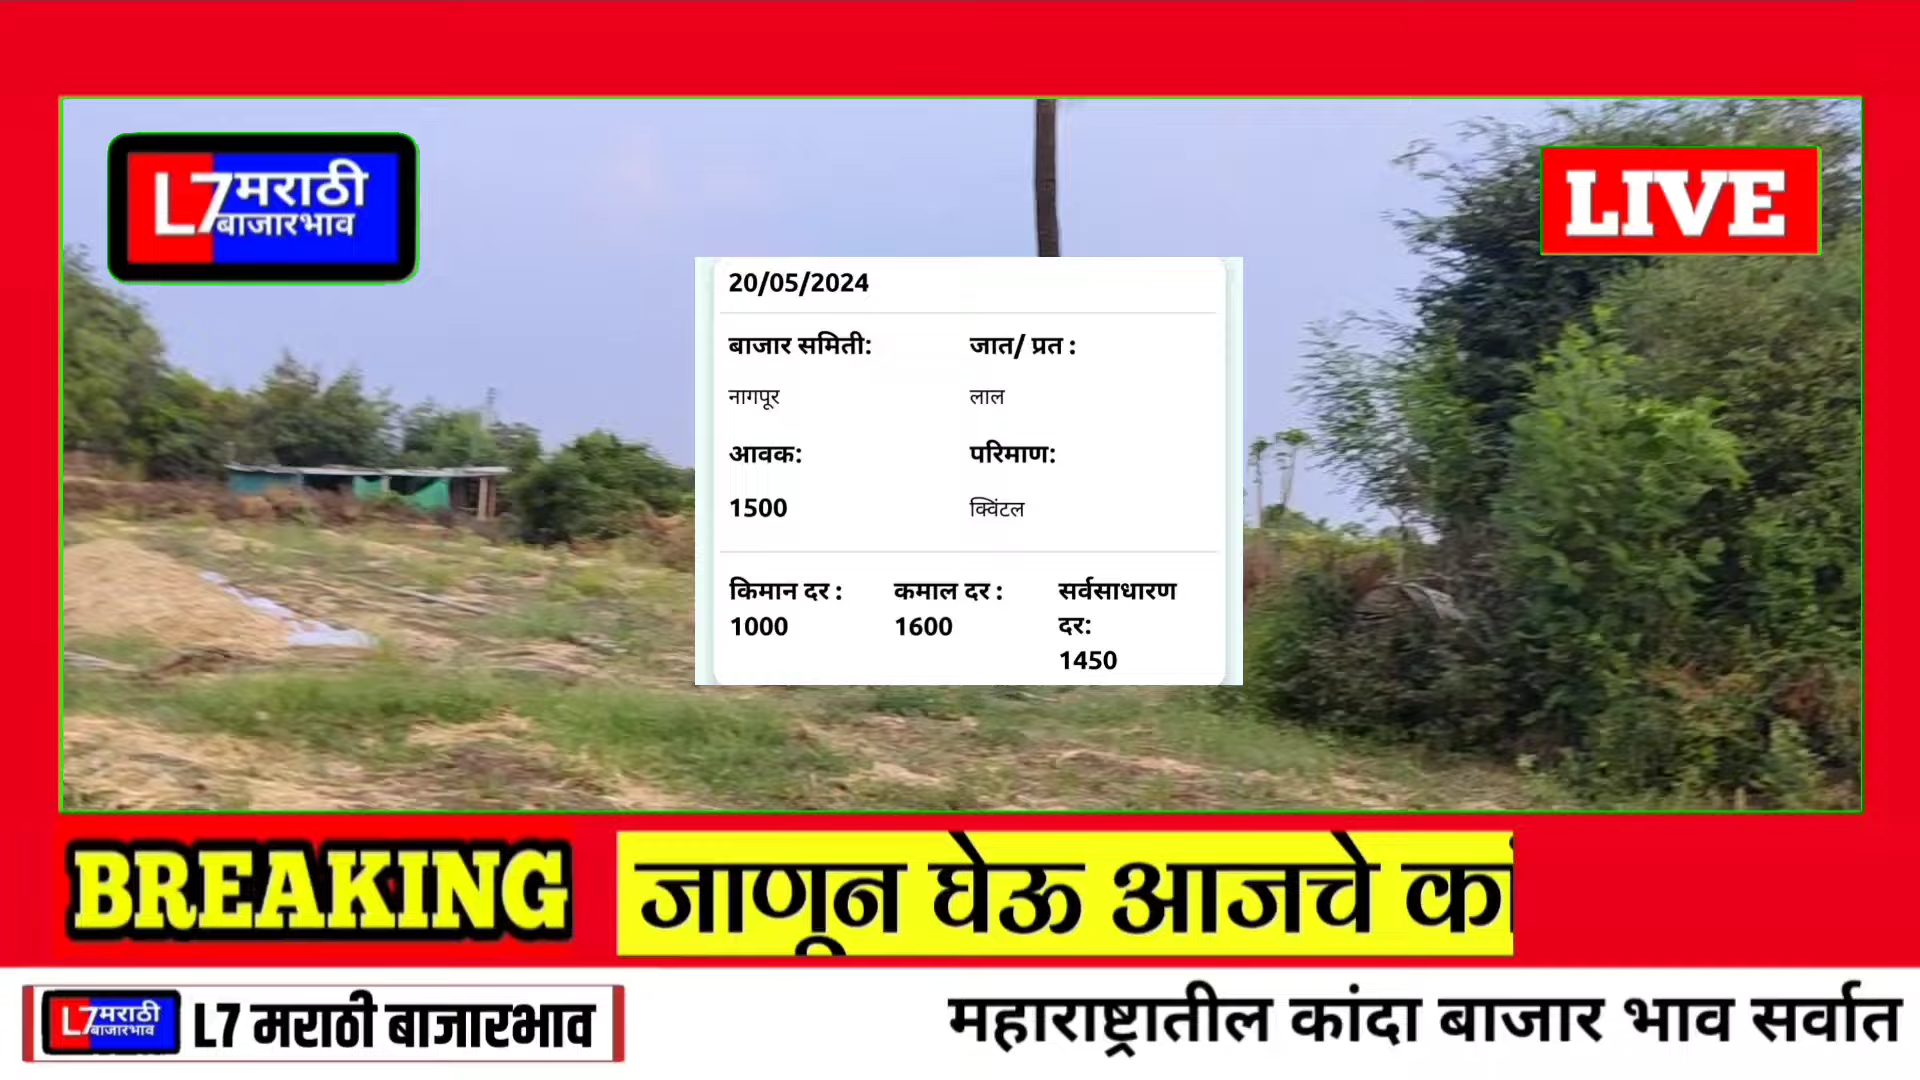 L7मराठी
बाजारभाव
LIVE
20/05/2024
बाजार समिती: जात/ प्रत :
नागपूर लाल
आवक: परिमाण:
1500 क्विंटल
किमान दर : कमाल दर : सर्वसाधारण
दर:
1000 1600
1450
BREAKING जाणून घेऊ आजचे
L7मराठी
बाजारभाव
L7 मराठी बाजारभाव महाराष्ट्रातील कांदा बाजार भाव सर्वात